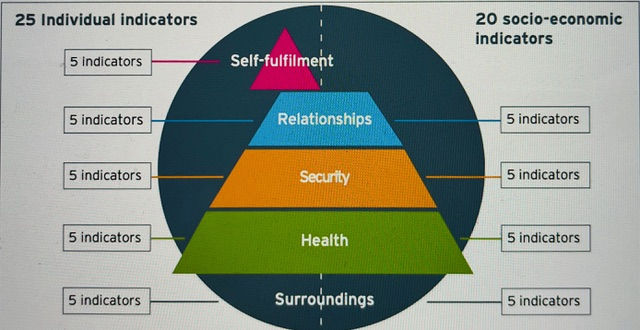 25 Individual indicators
20 socio-economic
indicators
5 indicators
Self-fulfilment
5 indicators
Relationships
5 indicators
5 indicators
Security
5 indicators
5 indicators
Health
5 indicators
5 indicators
Surroundings
5 indicators